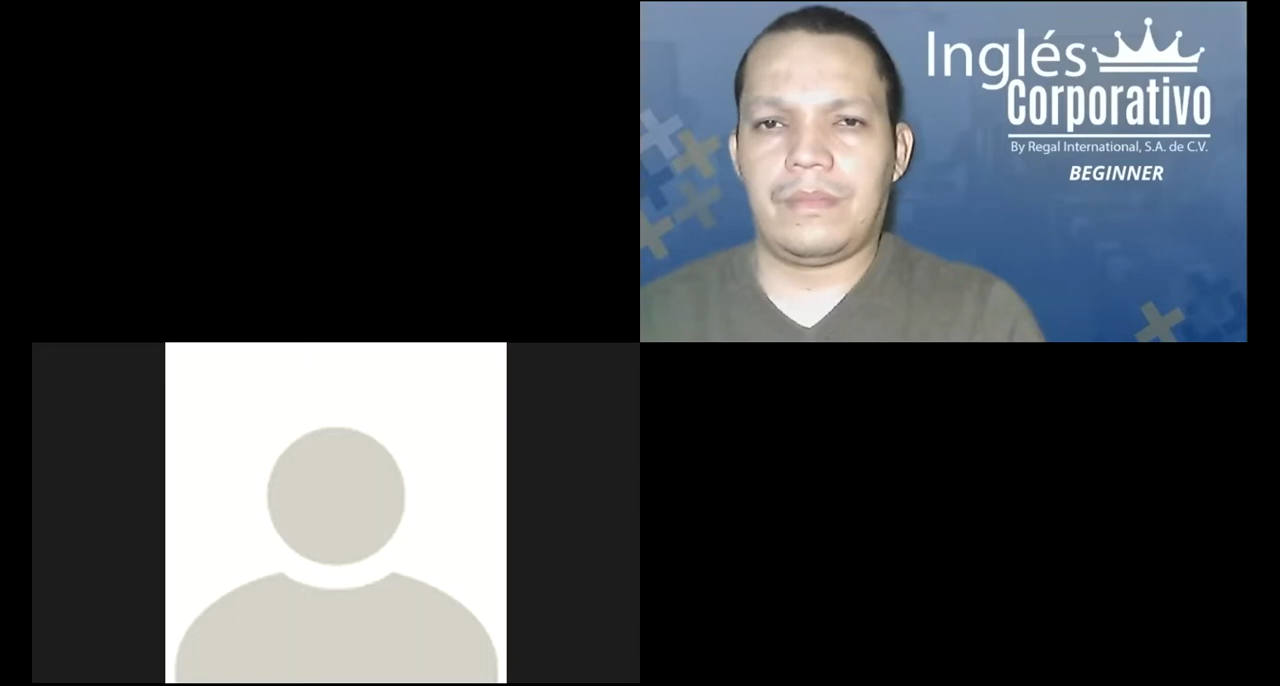 Inglés
Corporativo
By Regal International, S.A. de C.V.
BEGINNER